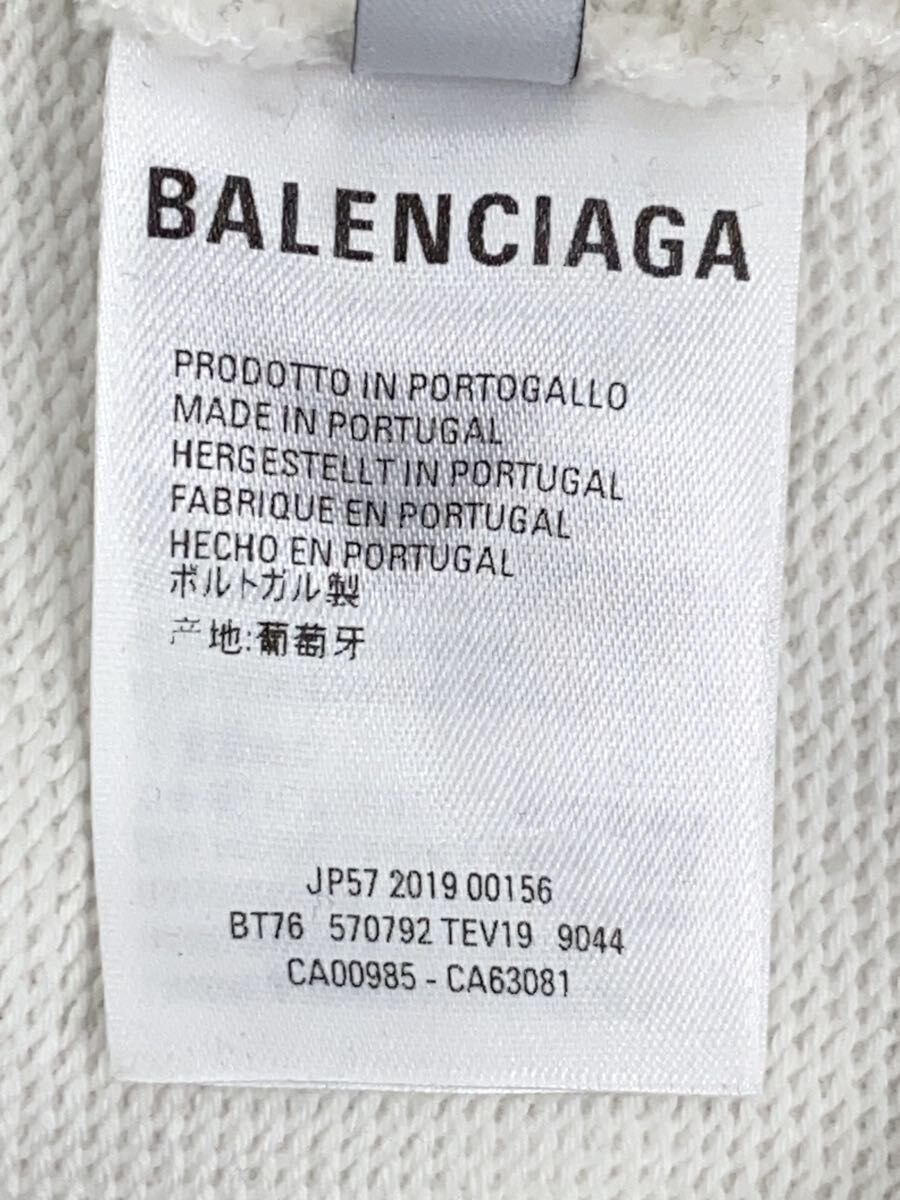 BALENCIAGA
PRODOTTO IN PORTOGALLO
MADE IN PORTUGAL
HERGESTELLT IN PORTUGAL
FABRIQUE EN PORTUGAL
HECHO EN PORTUGAL
ポルトガル製
产地:葡萄牙
JP57 2019 00156
BT76 570792 TEV19 9044
CA00985 - CA63081